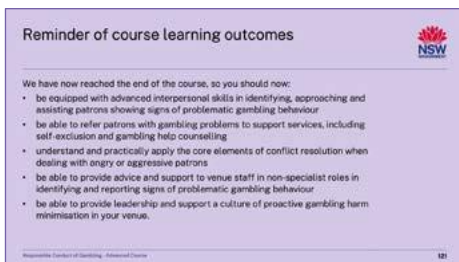 Reminder of course learning outcomes
NSW
GOVERNMENT
We have now reached the end of the course, so you should now:
• be equipped with advanced interpersonal skills in identifying, approaching and
assisting patrons showing signs of problematic gambling behaviour
• be able to refer patrons with gambling problems to support services, including
self-exclusion and gambling help counselling
• understand and practically apply the core elements of conflict resolution when
dealing with angry or aggressive patrons
• be able to provide advice and support to venue staff in non-specialist roles in
identifying and reporting signs of problematic gambling behaviour
• be able to provide leadership and support a culture of proactive gambling harm
minimisation in your venue.
Responsible Conduct of Gambling - Advanced Course
121